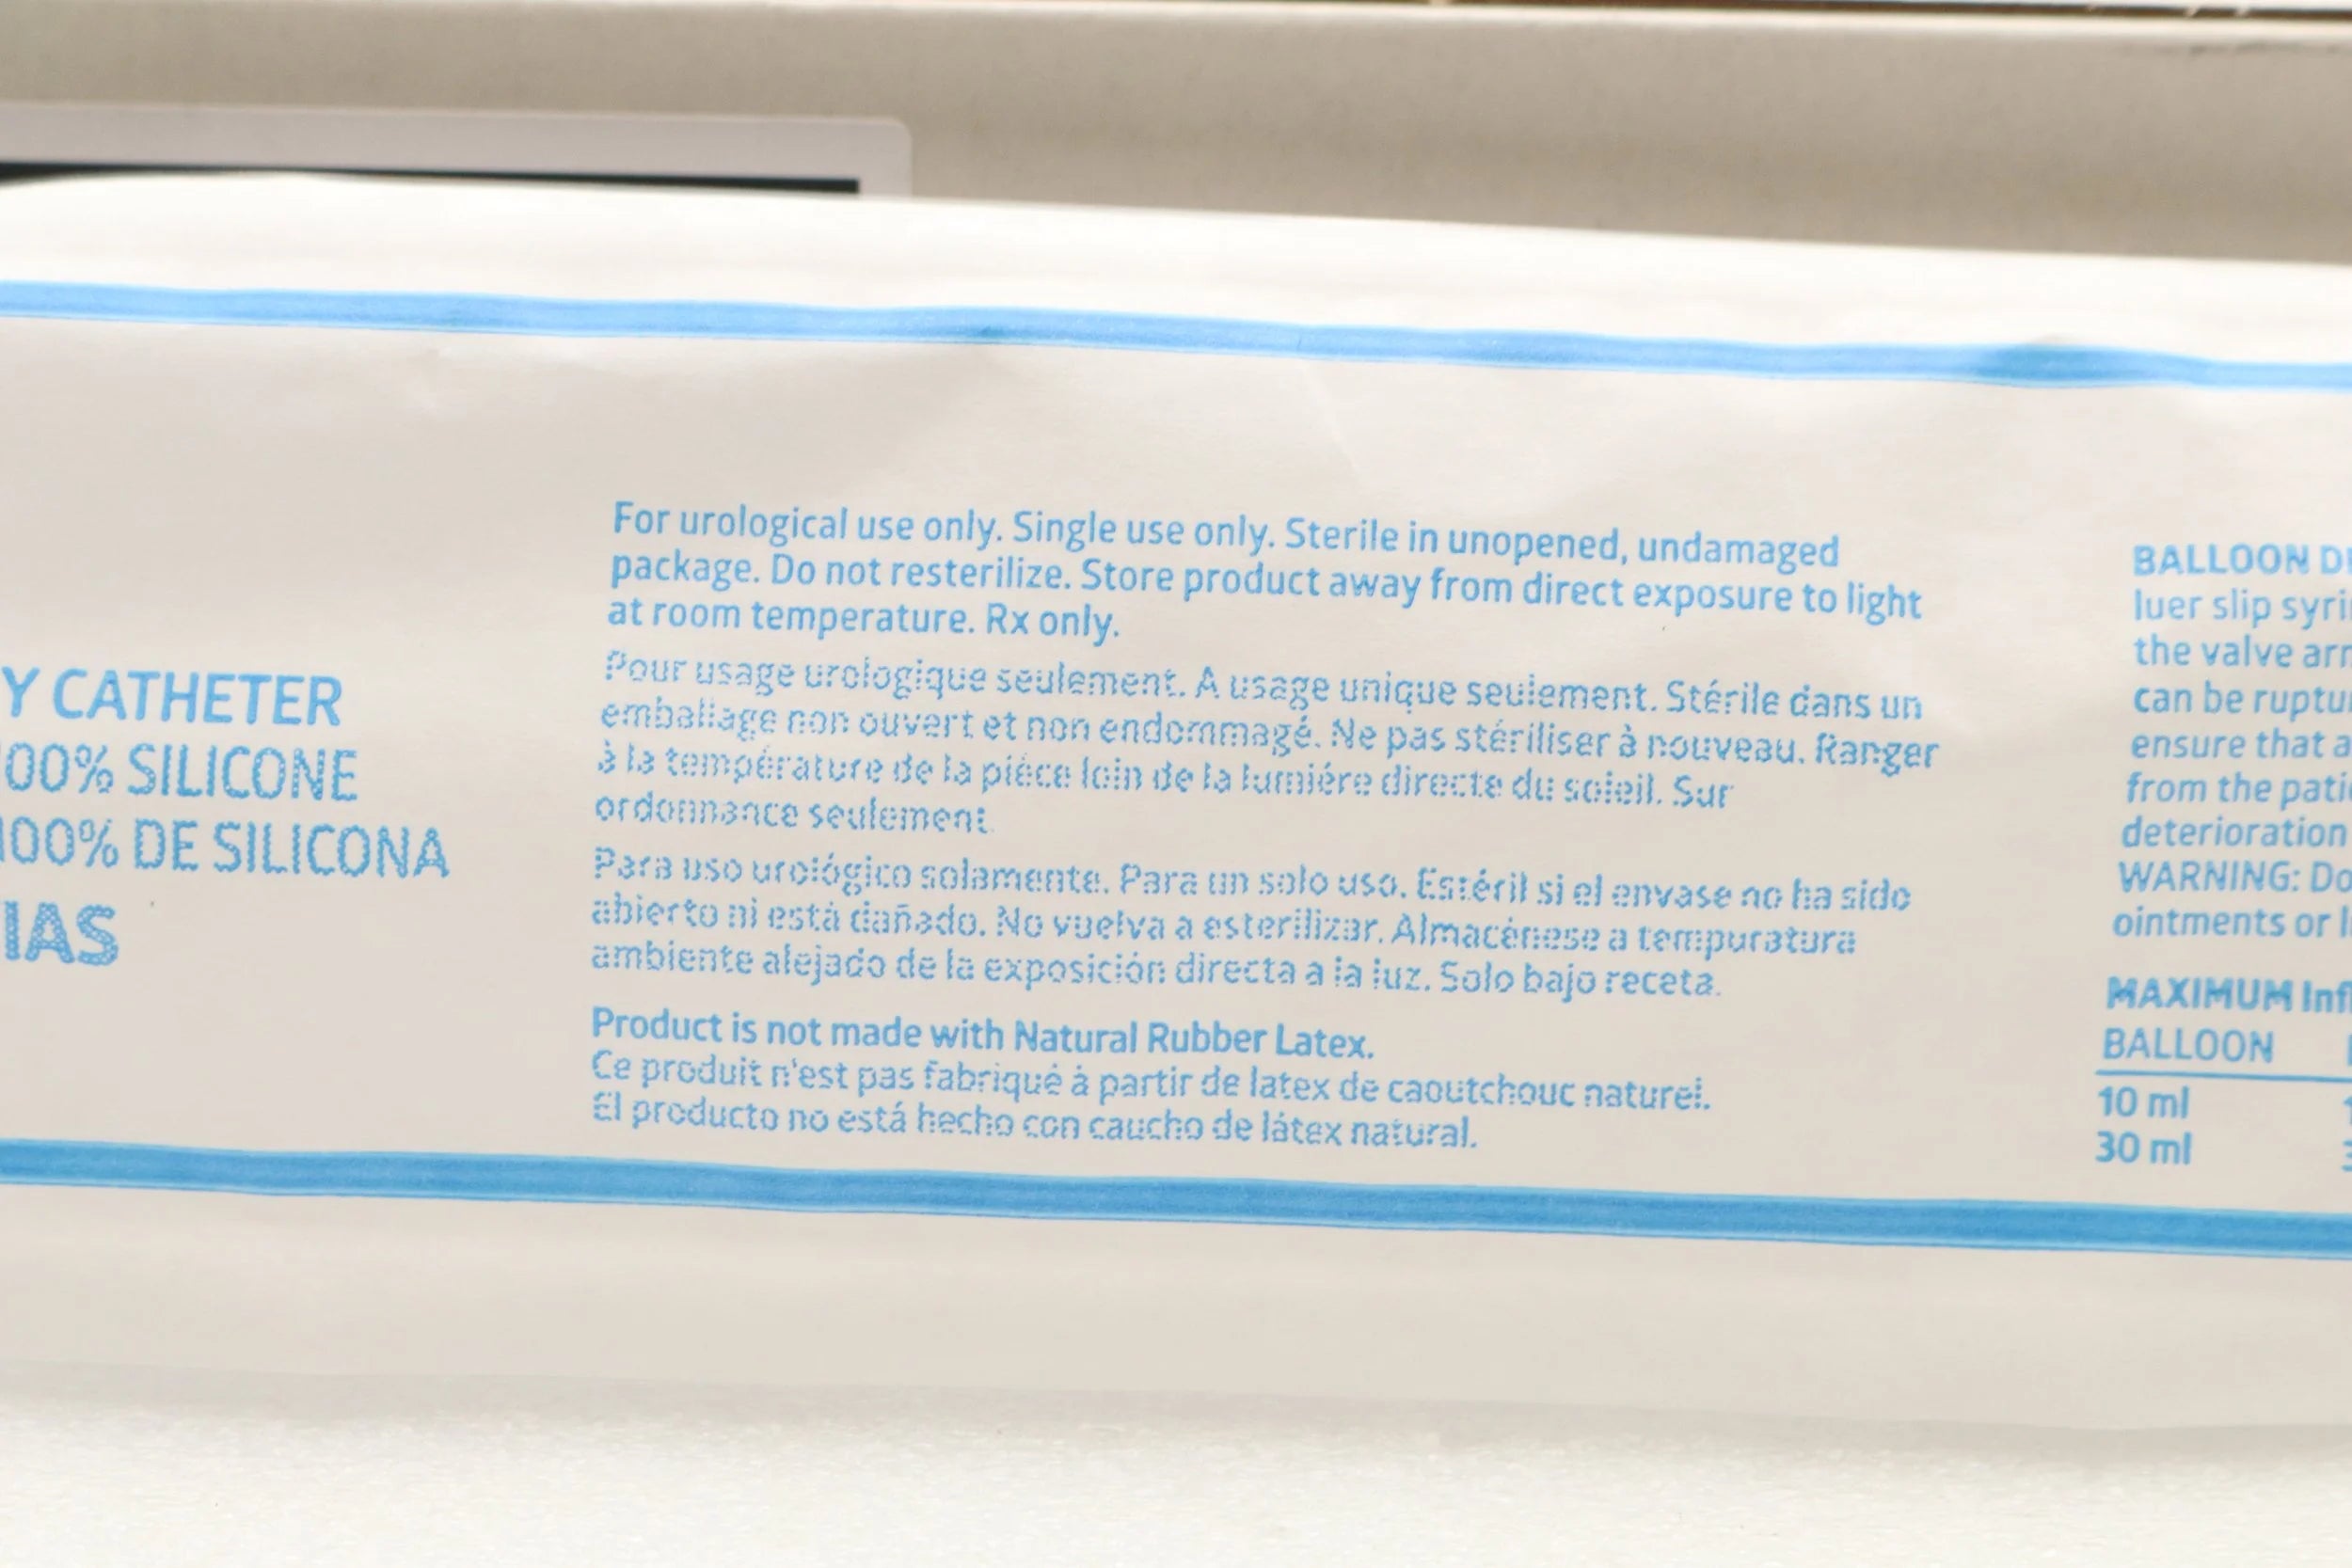 Y CATHETER
00% SILICONE
100% DE SILICONA
IAS
For urological use only. Single use only. Sterile in unopened, undamaged
package. Do not resterilize. Store product away from direct exposure to light
at room temperature. Rx only.
Pour usage urologique seulement. A usage unique seulement. Stérile dans un
emballage non ouvert et non endommagé. Ne pas stériliser à nouveau. Ranger
à la température de la pièce loin de la lumiére directe du soleil. Sur
ordonnance seulement.
Para uso urológico solamente. Para un solo uso. Estéril si el envase no ha sido
abierto ni está dañado. No vuelva a esterilizar. Almacénese a tempuratura
ambiente alejado de la exposición directa a la luz. Solo bajo receta.
Product is not made with Natural Rubber Latex.
Ce produit n'est pas fabriqué à partir de latex de caoutchouc naturel.
El producto no está hecho con caucho de látex natural.
BALLOON
luer slip
the valve
can be
ensure that a
from the
deterioration
WARNING: Do
ointments or
MAXIMUM
BALLOON
10 ml
30 ml